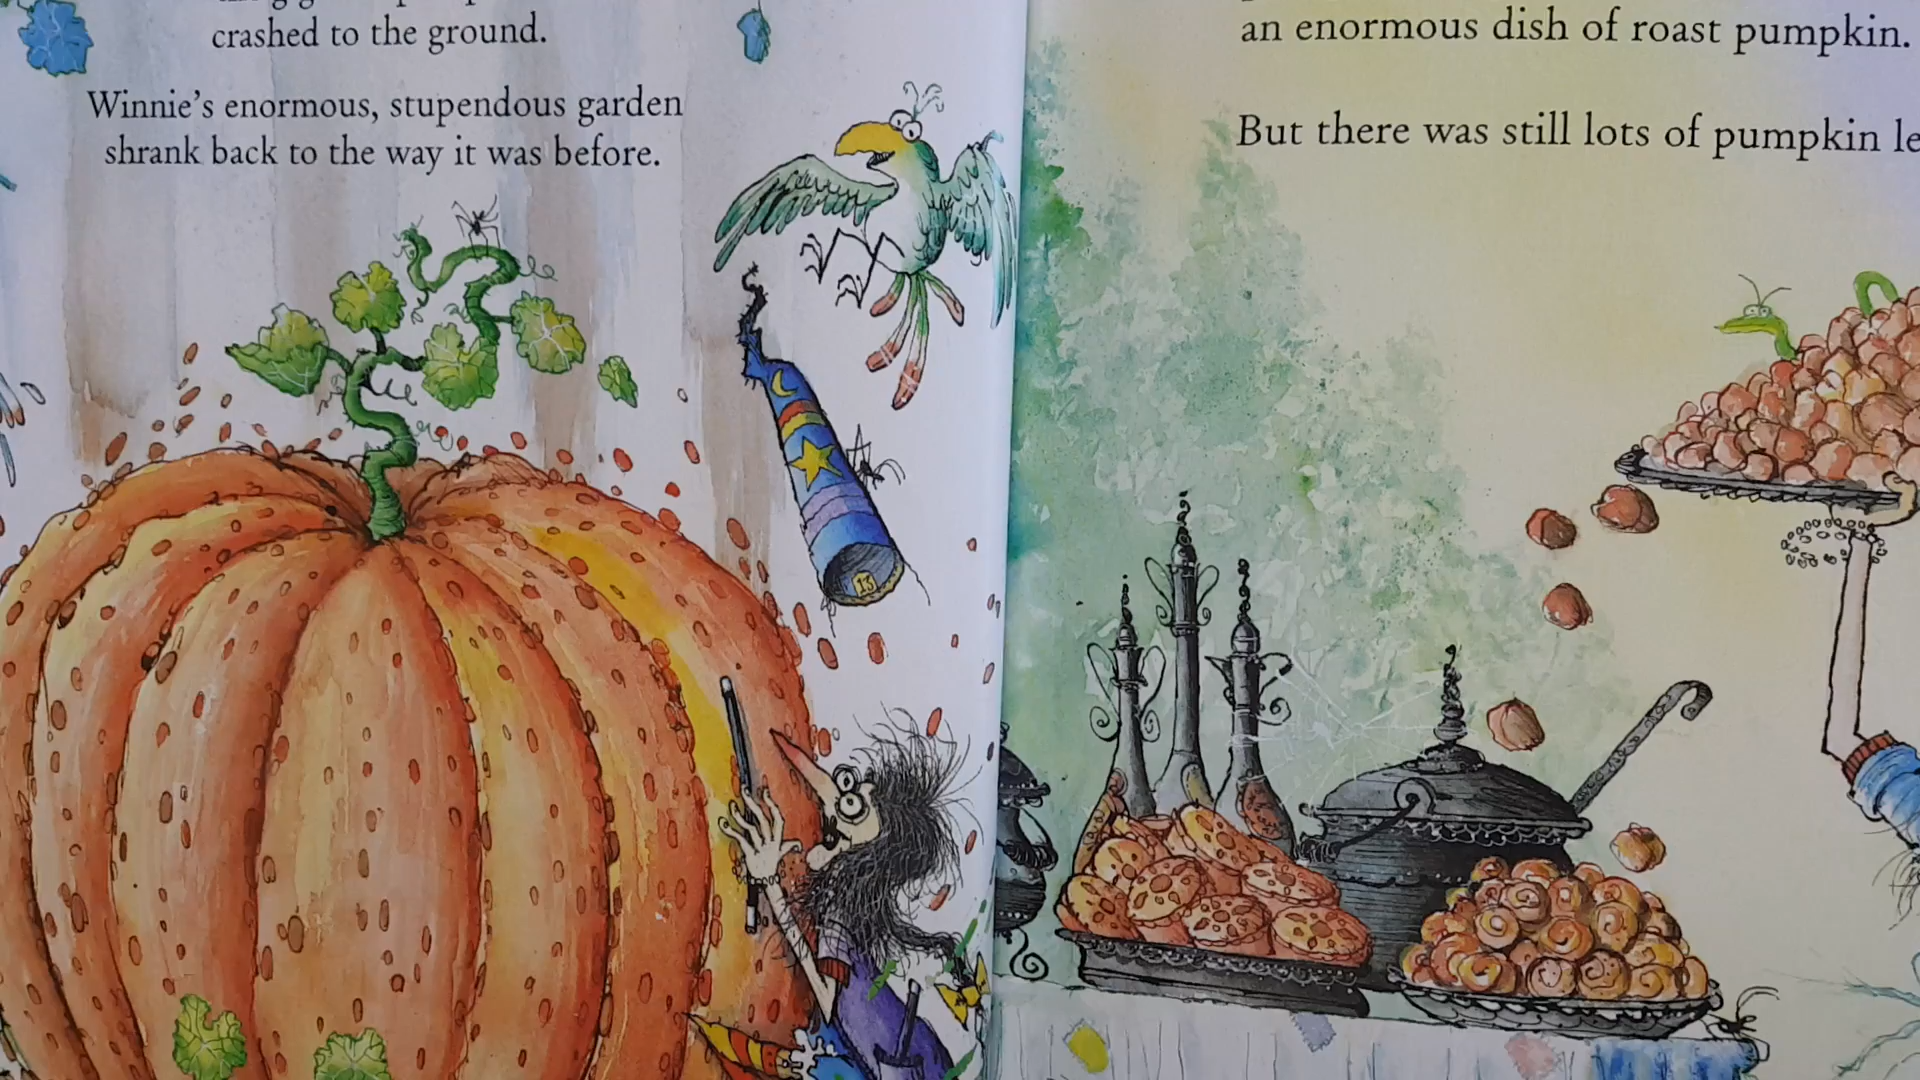 crashed to the ground.
Winnie's enormous, stupendous garden
shrank back to the way it was before.
an enormous dish of roast pumpkin.
But there was still lots of pumpkin
13